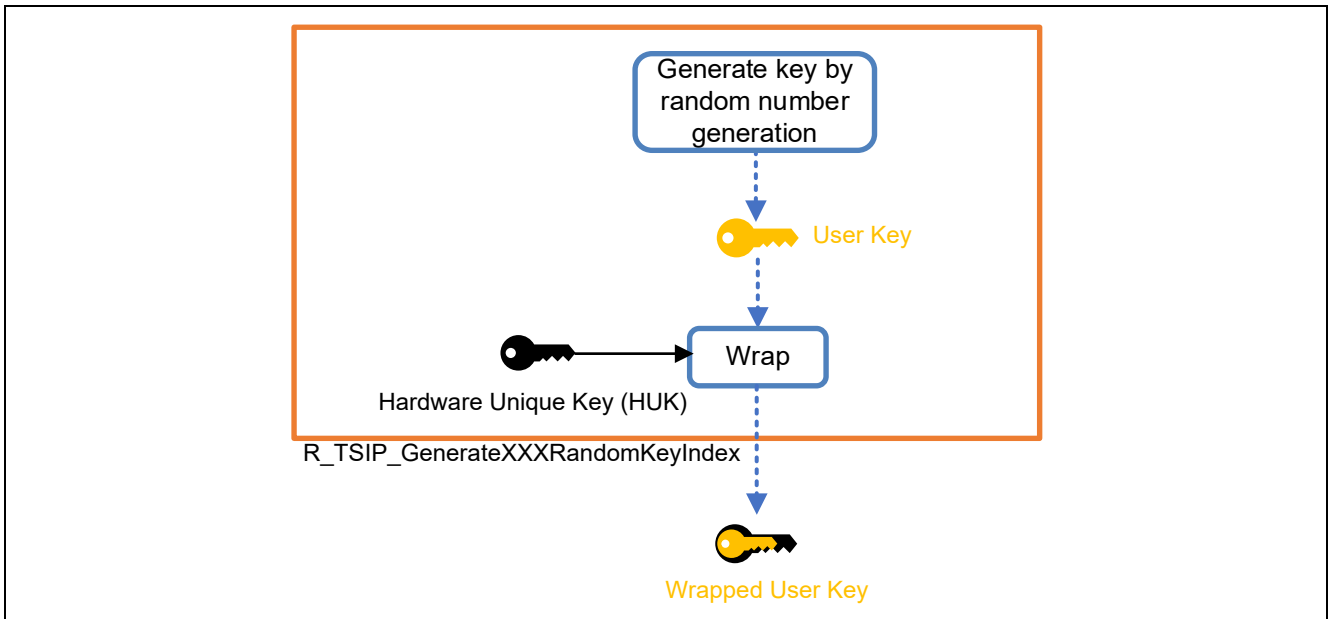 Generate key by
random number
generation
User Key
Wrap
Hardware Unique Key (HUK)
R_TSIP_GenerateXXXRandomKeyIndex
Wrapped User Key